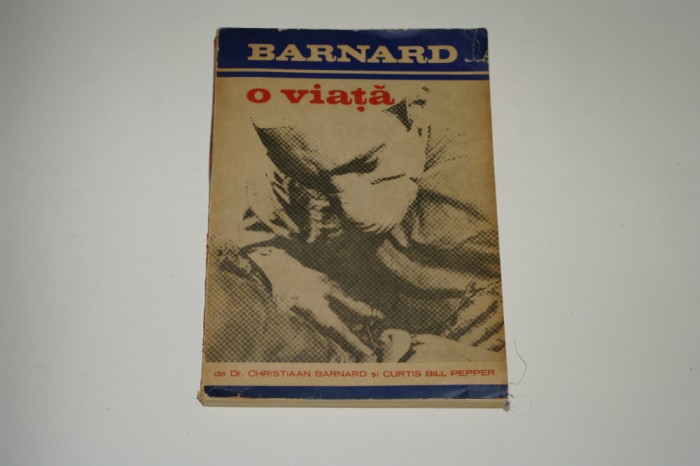 BARNARD
o viață
de Dr. CHRISTIAAN BARNARD și CURTIS BILL PEPPER